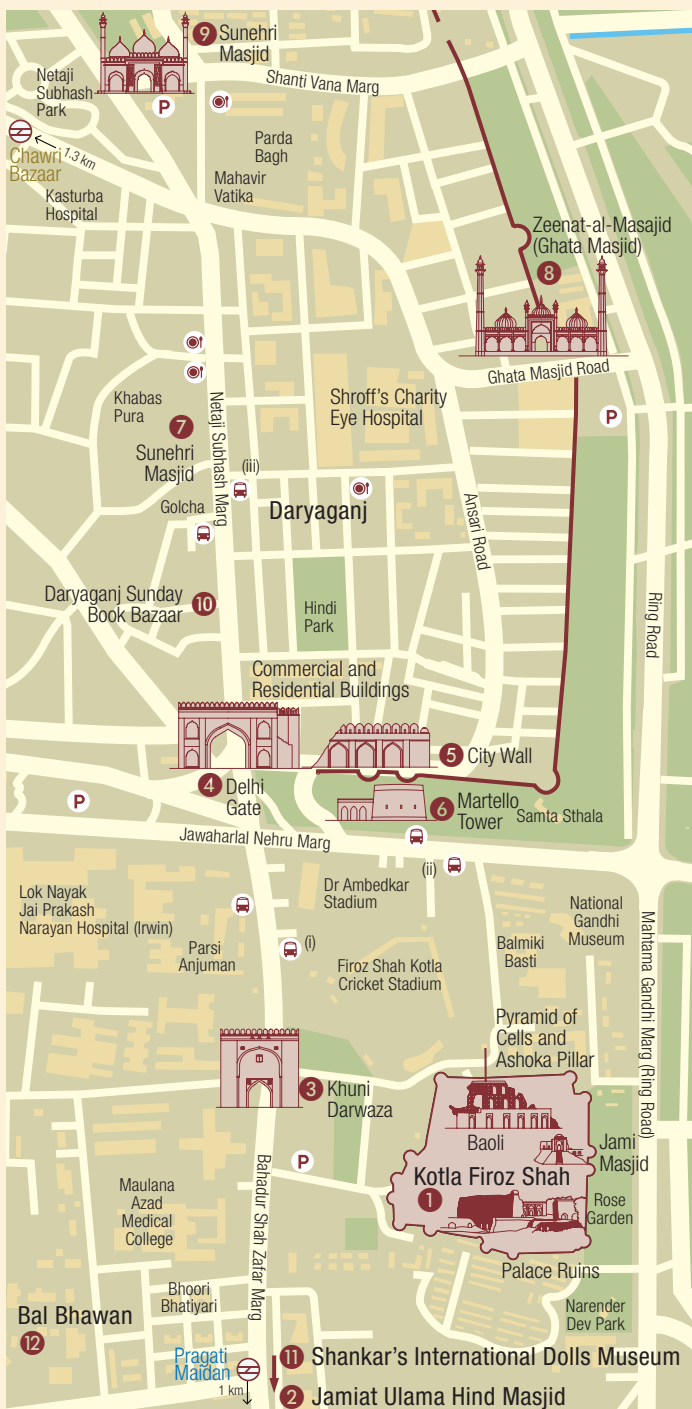 9 Sunehri
Masjid
Netaji
Subhash
Park
P
Shanti Vana Marg
Chawri
Bazaar
1.3 km
Parda
Bagh
Mahavir
Vatika
Kasturba
Hospital
Zeenat-al-Masajid
(Ghata Masjid)
8
Ghata Masjid Road
P
Khabas
Pura
7
Sunehri
Masjid
Netaji Subhash Marg
Shroff's Charity
Eye Hospital
(iii)
Golcha
Daryaganj
Ansari Road
Ring Road
Daryaganj Sunday
Book Bazaar
10
Hindi
Park
Commercial and
Residential Buildings
5 City Wall
4 Delhi
Gate
6 Martello
Tower
Samta Sthala
P
Jawaharlal Nehru Marg
(ii)
Lok Nayak
Jai Prakash
Narayan Hospital (Irwin)
Dr Ambedkar
Stadium
National
Gandhi
Museum
Parsi
Anjuman
(i)
Firoz Shah Kotla
Cricket Stadium
Balmiki
Basti
Mahtama Gandhi Marg (Ring Road)
Pyramid of
Cells and
Ashoka Pillar
3 Khuni
Darwaza
Baoli
Jami
Masjid
P
Kotla Firoz Shah
1
Rose
Garden
Maulana
Azad
Medical
College
Bahadur Shah Zafar Marg
Palace Ruins
Bhoori
Bhatiyari
Narender
Dev Park
Bal Bhawan
12
Pragati
Maidan
1 km
11 Shankar's International Dolls Museum
2 Jamiat Ulama Hind Masjid